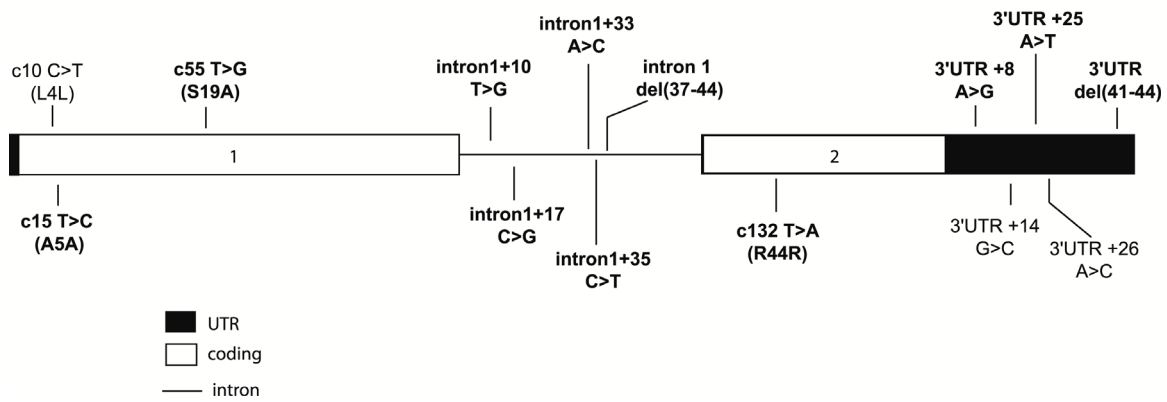 c10 C>T
(L4L)
c55 T>G
(S19A)
intron1+10
T>G
intron1+33
A>C
intron 1
del(37-44)
3'UTR +8
A>G
3'UTR +25
A>T
3'UTR
del(41-44)
1
2
c15 T>C
(A5A)
intron1+17
C>G
intron1+35
C>T
c132 T>A
(R44R)
3'UTR +14
G>C
3'UTR +26
A>C
UTR
coding
intron